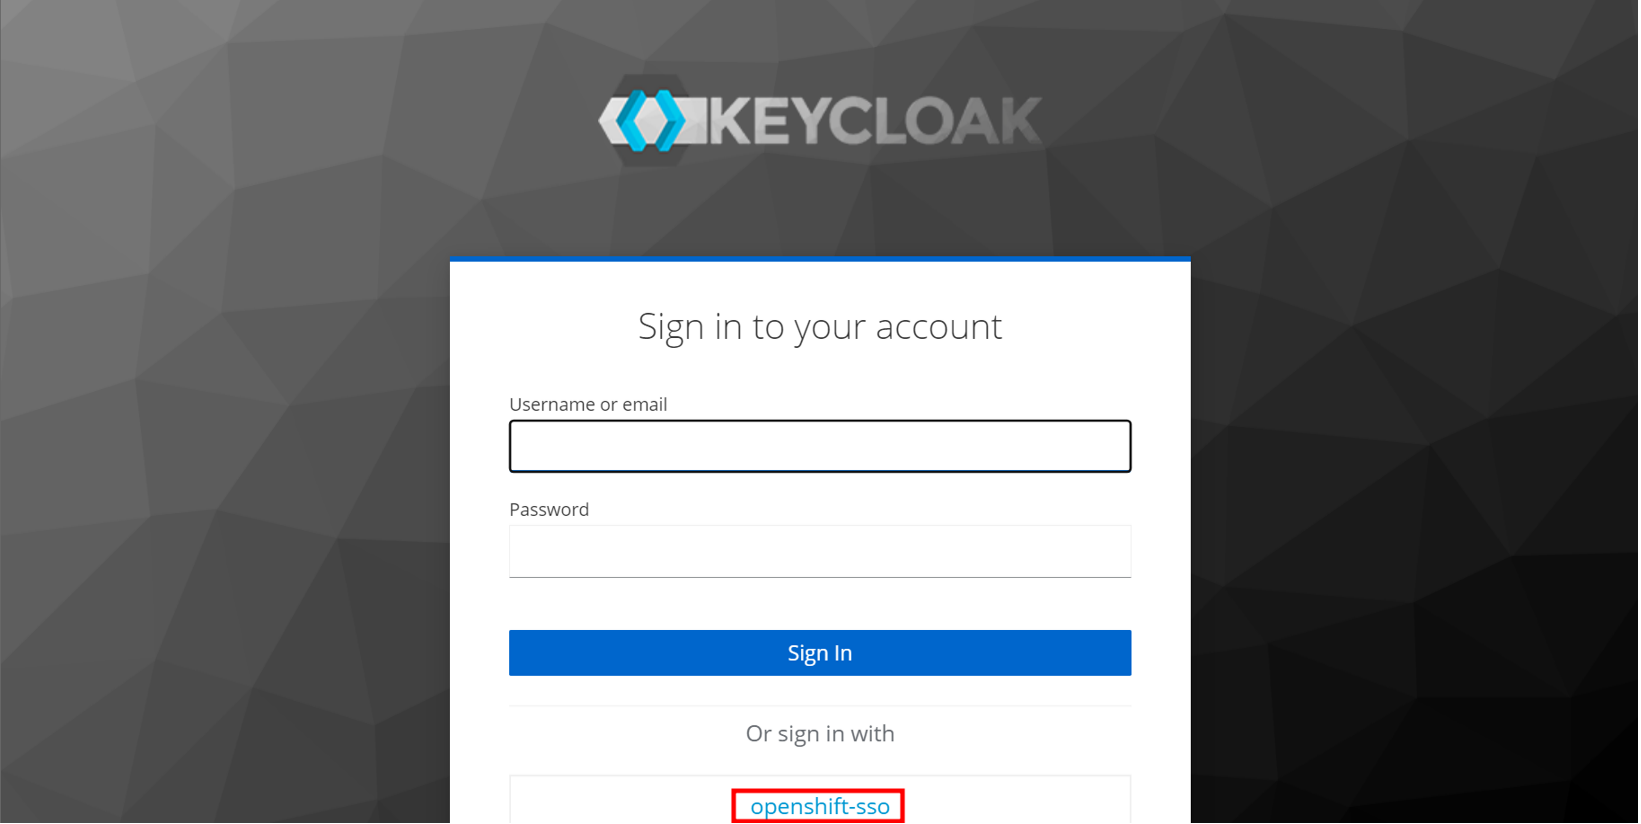 KEYCLOAK
Sign in to your account
Username or email
Password
Sign In
Or sign in with
openshift-sso